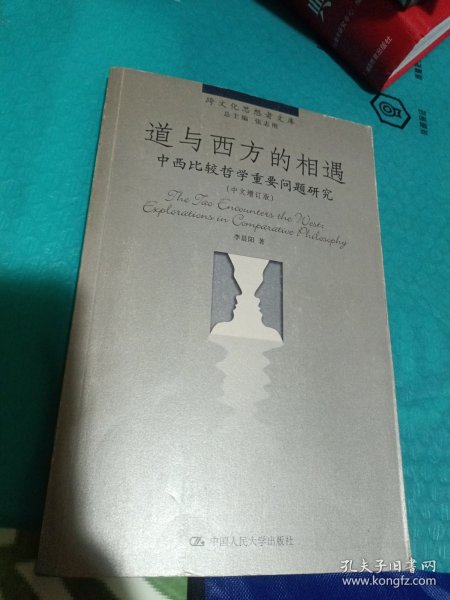 跨文化思想者文库
总主编 张志刚
道与西方的相遇
中西比较哲学重要问题研究
(中文增订版)
The Tao Encounters the West:
Explorations in Comparative Philosophy
李晨阳 著
中国人民大学出版社
孔夫子旧书网
www.kongfz.com